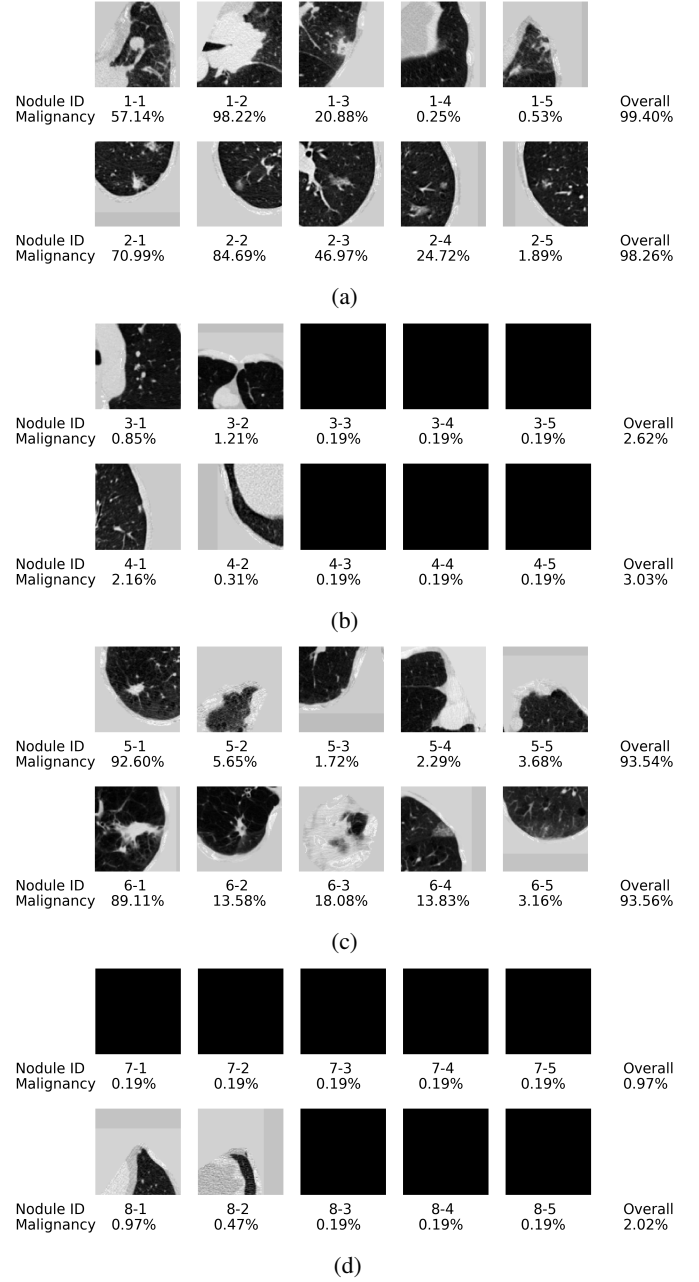 Nodule ID 1-1 1-2 1-3 1-4 1-5 Overall
Malignancy 57.14% 98.22% 20.88% 0.25% 0.53% 99.40%
Nodule ID 2-1 2-2 2-3 2-4 2-5 Overall
Malignancy 70.99% 84.69% 46.97% 24.72% 1.89% 98.26%
(a)
Nodule ID 3-1 3-2 3-3 3-4 3-5 Overall
Malignancy 0.85% 1.21% 0.19% 0.19% 0.19% 2.62%
Nodule ID 4-1 4-2 4-3 4-4 4-5 Overall
Malignancy 2.16% 0.31% 0.19% 0.19% 0.19% 3.03%
(b)
Nodule ID 5-1 5-2 5-3 5-4 5-5 Overall
Malignancy 92.60% 5.65% 1.72% 2.29% 3.68% 93.54%
Nodule ID 6-1 6-2 6-3 6-4 6-5 Overall
Malignancy 89.11% 13.58% 18.08% 13.83% 3.16% 93.56%
(c)
Nodule ID 7-1 7-2 7-3 7-4 7-5 Overall
Malignancy 0.19% 0.19% 0.19% 0.19% 0.19% 0.97%
Nodule ID 8-1 8-2 8-3 8-4 8-5 Overall
Malignancy 0.97% 0.47% 0.19% 0.19% 0.19% 2.02%
(d)